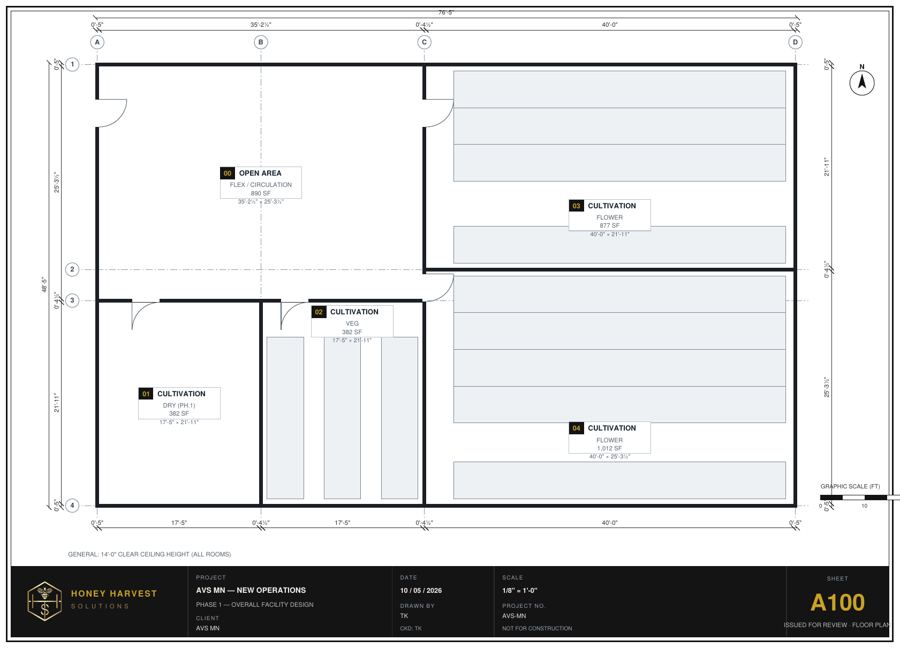 76'-5"
0'-5"
35'-2½"
0'-4½"
40'-0"
0'-5"
A
B
C
D
1
2
3
4
N
0'-5"
25'-3½"
0'-4½"
21'-11"
0'-5"
48'-5"
0'-5"
21'-11"
0'-4½"
25'-3½"
0'-5"
00 OPEN AREA
FLEX / CIRCULATION
890 SF
35'-2½" × 25'-3½"
03 CULTIVATION
FLOWER
877 SF
40'-0" × 21'-11"
02 CULTIVATION
VEG
382 SF
17'-5" × 21'-11"
01 CULTIVATION
DRY (PH.1)
382 SF
17'-5" × 21'-11"
04 CULTIVATION
FLOWER
1,012 SF
40'-0" × 25'-3½"
GRAPHIC SCALE (FT)
0 10
0'-5"
17'-5"
0'-4½"
17'-5"
0'-4½"
40'-0"
0'-5"
GENERAL: 14'-0" CLEAR CEILING HEIGHT (ALL ROOMS)
HONEY HARVEST
SOLUTIONS
PROJECT
AVS MN — NEW OPERATIONS
PHASE 1 — OVERALL FACILITY DESIGN
CLIENT
AVS MN
DATE
10 / 05 / 2026
DRAWN BY
TK
CKD: TK
SCALE
1/8" = 1'-0"
PROJECT NO.
AVS-MN
NOT FOR CONSTRUCTION
SHEET
A100
ISSUED FOR REVIEW · FLOOR PLAN